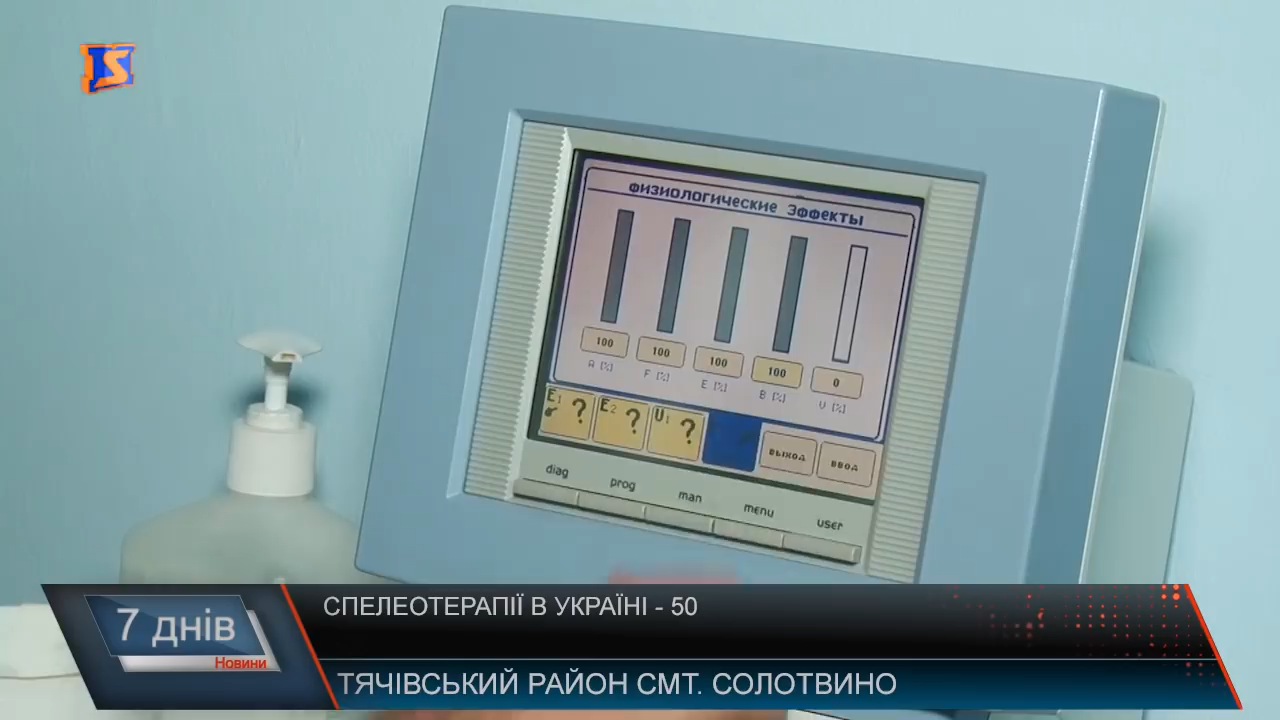 IS
Физиологические Эффекты
100 100 100 100 0
A [%] F [%] E [%] B [%] V [%]
E1 ? E2 ? U1 ? выход ввод
diag prog man menu user
7 днів
Новини
СПЕЛЕОТЕРАПІЇ В УКРАЇНІ - 50
ТЯЧІВСЬКИЙ РАЙОН СМТ. СОЛОТВИНО